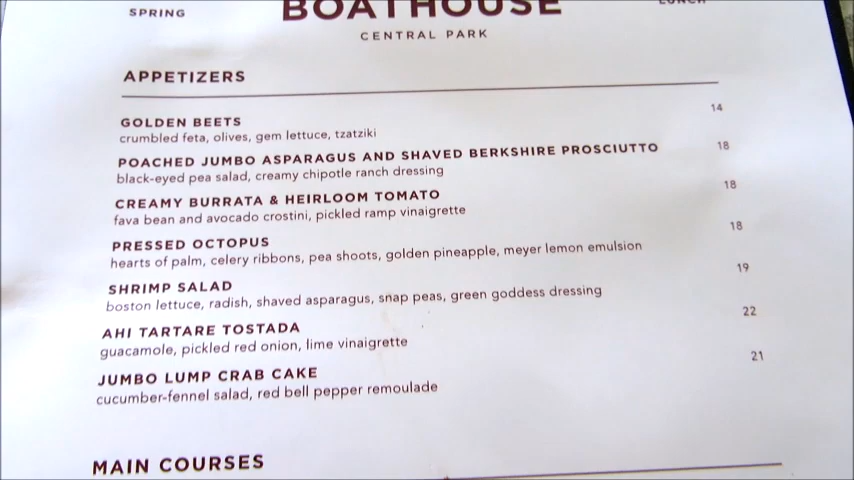 SPRING
BOATHOUSE
LUNCH
CENTRAL PARK
APPETIZERS
GOLDEN BEETS 14
crumbled feta, olives, gem lettuce, tzatziki
POACHED JUMBO ASPARAGUS AND SHAVED BERKSHIRE PROSCIUTTO 18
black-eyed pea salad, creamy chipotle ranch dressing
CREAMY BURRATA & HEIRLOOM TOMATO 18
fava bean and avocado crostini, pickled ramp vinaigrette
PRESSED OCTOPUS 18
hearts of palm, celery ribbons, pea shoots, golden pineapple, meyer lemon emulsion
SHRIMP SALAD 19
boston lettuce, radish, shaved asparagus, snap peas, green goddess dressing
AHI TARTARE TOSTADA 22
guacamole, pickled red onion, lime vinaigrette
JUMBO LUMP CRAB CAKE 21
cucumber-fennel salad, red bell pepper remoulade
MAIN COURSES